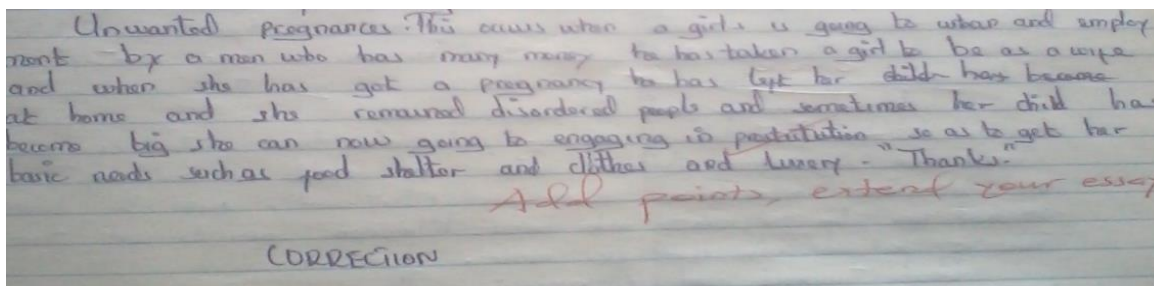 Unwanted pregnances. This occurs when a girls is going to urban and employ
ment by a man who has many money he has taken a girl to be as a wife
and when she has got a pregnancy he has left her child has became
at home and she remained disordered people and sometimes her child ha
become big she can now going to engaging in prostitution so as to get her
basic needs such as food shelter and clothes and luxery - "Thanks."
Add points, extend your essay
CORRECTION